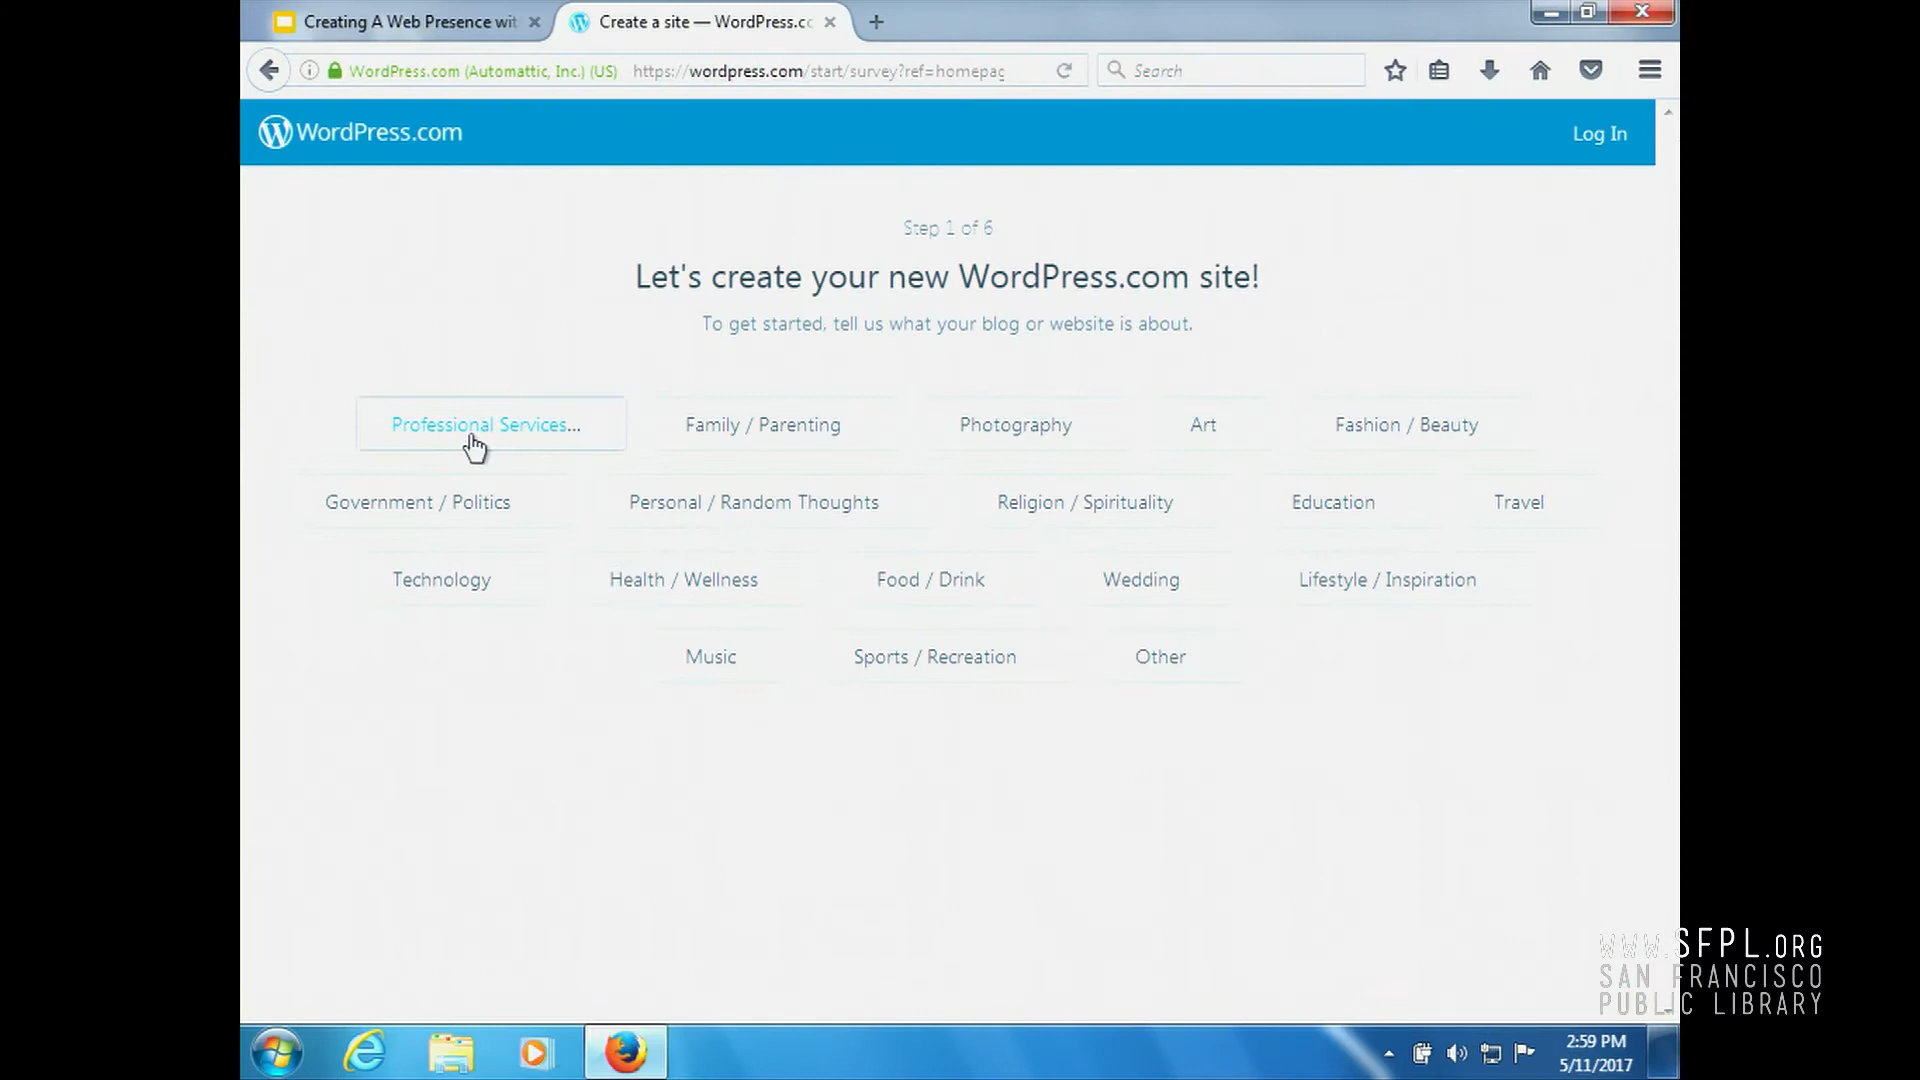 Creating A Web Presence wit
Create a site — WordPress.c
WordPress.com (Automattic, Inc.) (US) https://wordpress.com/start/survey?ref=homepag Search
WordPress.com
Log In
Step 1 of 6
Let's create your new WordPress.com site!
To get started, tell us what your blog or website is about.
Professional Services... Family / Parenting Photography Art Fashion / Beauty
Government / Politics Personal / Random Thoughts Religion / Spirituality Education Travel
Technology Health / Wellness Food / Drink Wedding Lifestyle / Inspiration
Music Sports / Recreation Other
WWW.SFPL.ORG
SAN FRANCISCO
PUBLIC LIBRARY
2:59 PM
5/11/2017